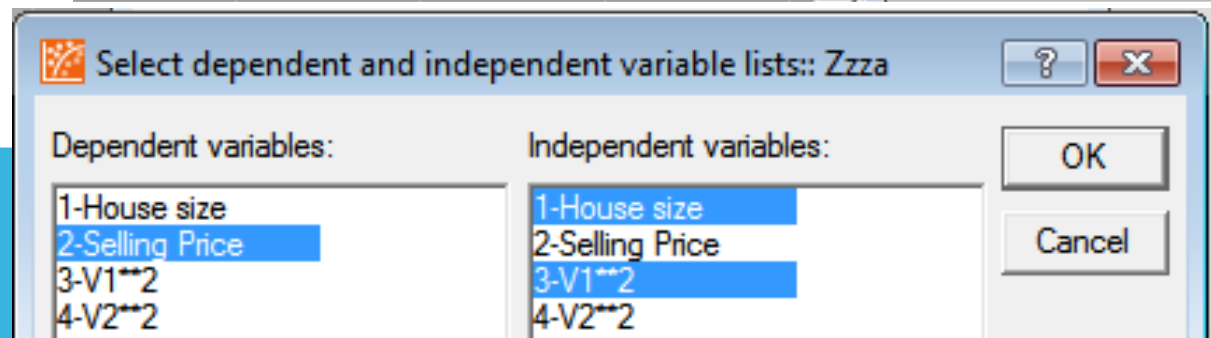 Select dependent and independent variable lists:: Zzza
?
Dependent variables:
Independent variables:
OK
1-House size
2-Selling Price
3-V1**2
4-V2**2
1-House size
2-Selling Price
3-V1**2
4-V2**2
Cancel